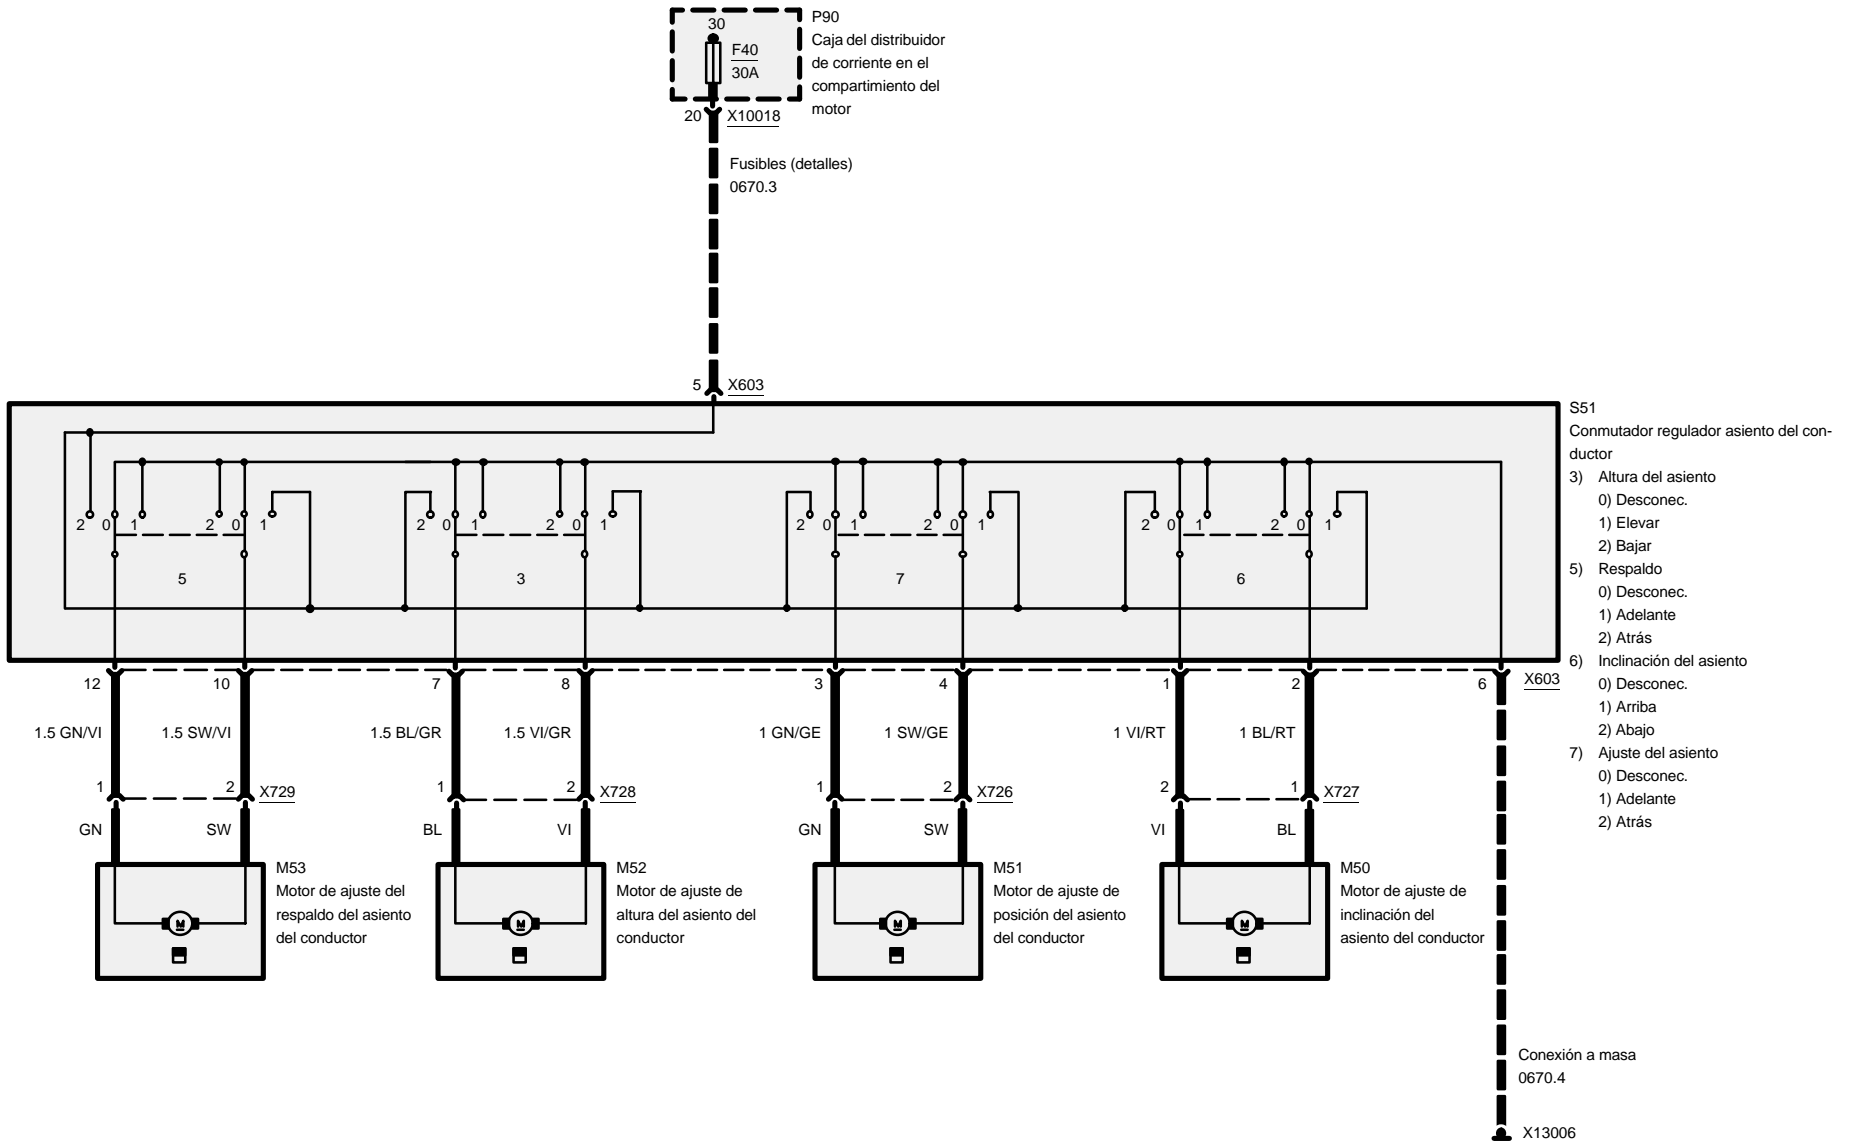 30
F40
30A
P90
Caja del distribuidor
de corriente en el
compartimiento del
motor
20 X10018
Fusibles (detalles)
0670.3
5 X603
S51
Conmutador regulador asiento del con-
ductor
3) Altura del asiento
0) Desconec.
1) Elevar
2) Bajar
5) Respaldo
0) Desconec.
1) Adelante
2) Atrás
6) Inclinación del asiento
0) Desconec.
1) Arriba
2) Abajo
7) Ajuste del asiento
0) Desconec.
1) Adelante
2) Atrás
2 0 1 2 0 1 2 0 1 2 0 1 2 0 1 2 0 1 2 0 1 2 0 1
5 3 7 6
12 10 7 8 3 4 1 2 6 X603
1.5 GN/VI 1.5 SW/VI 1.5 BL/GR 1.5 VI/GR 1 GN/GE 1 SW/GE 1 VI/RT 1 BL/RT
1 2 X729 1 2 X728 1 2 X726 2 1 X727
GN SW BL VI GN SW VI BL
M
M53
Motor de ajuste del
respaldo del asiento
del conductor
M
M52
Motor de ajuste de
altura del asiento del
conductor
M
M51
Motor de ajuste de
posición del asiento
del conductor
M
M50
Motor de ajuste de
inclinación del
asiento del conductor
Conexión a masa
0670.4
X13006